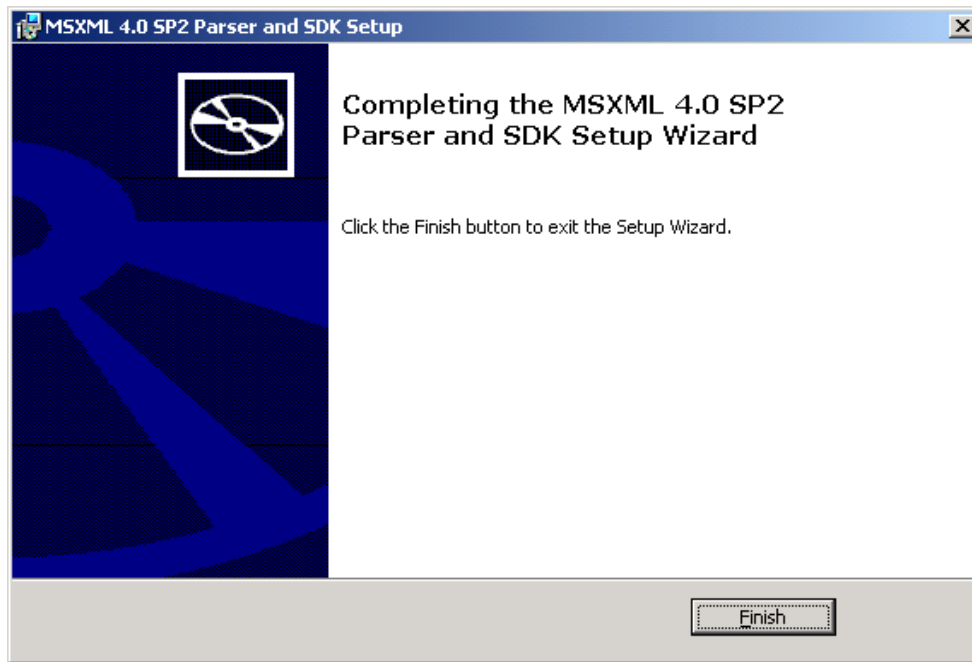 MSXML 4.0 SP2 Parser and SDK Setup
Completing the MSXML 4.0 SP2
Parser and SDK Setup Wizard
Click the Finish button to exit the Setup Wizard.
Finish